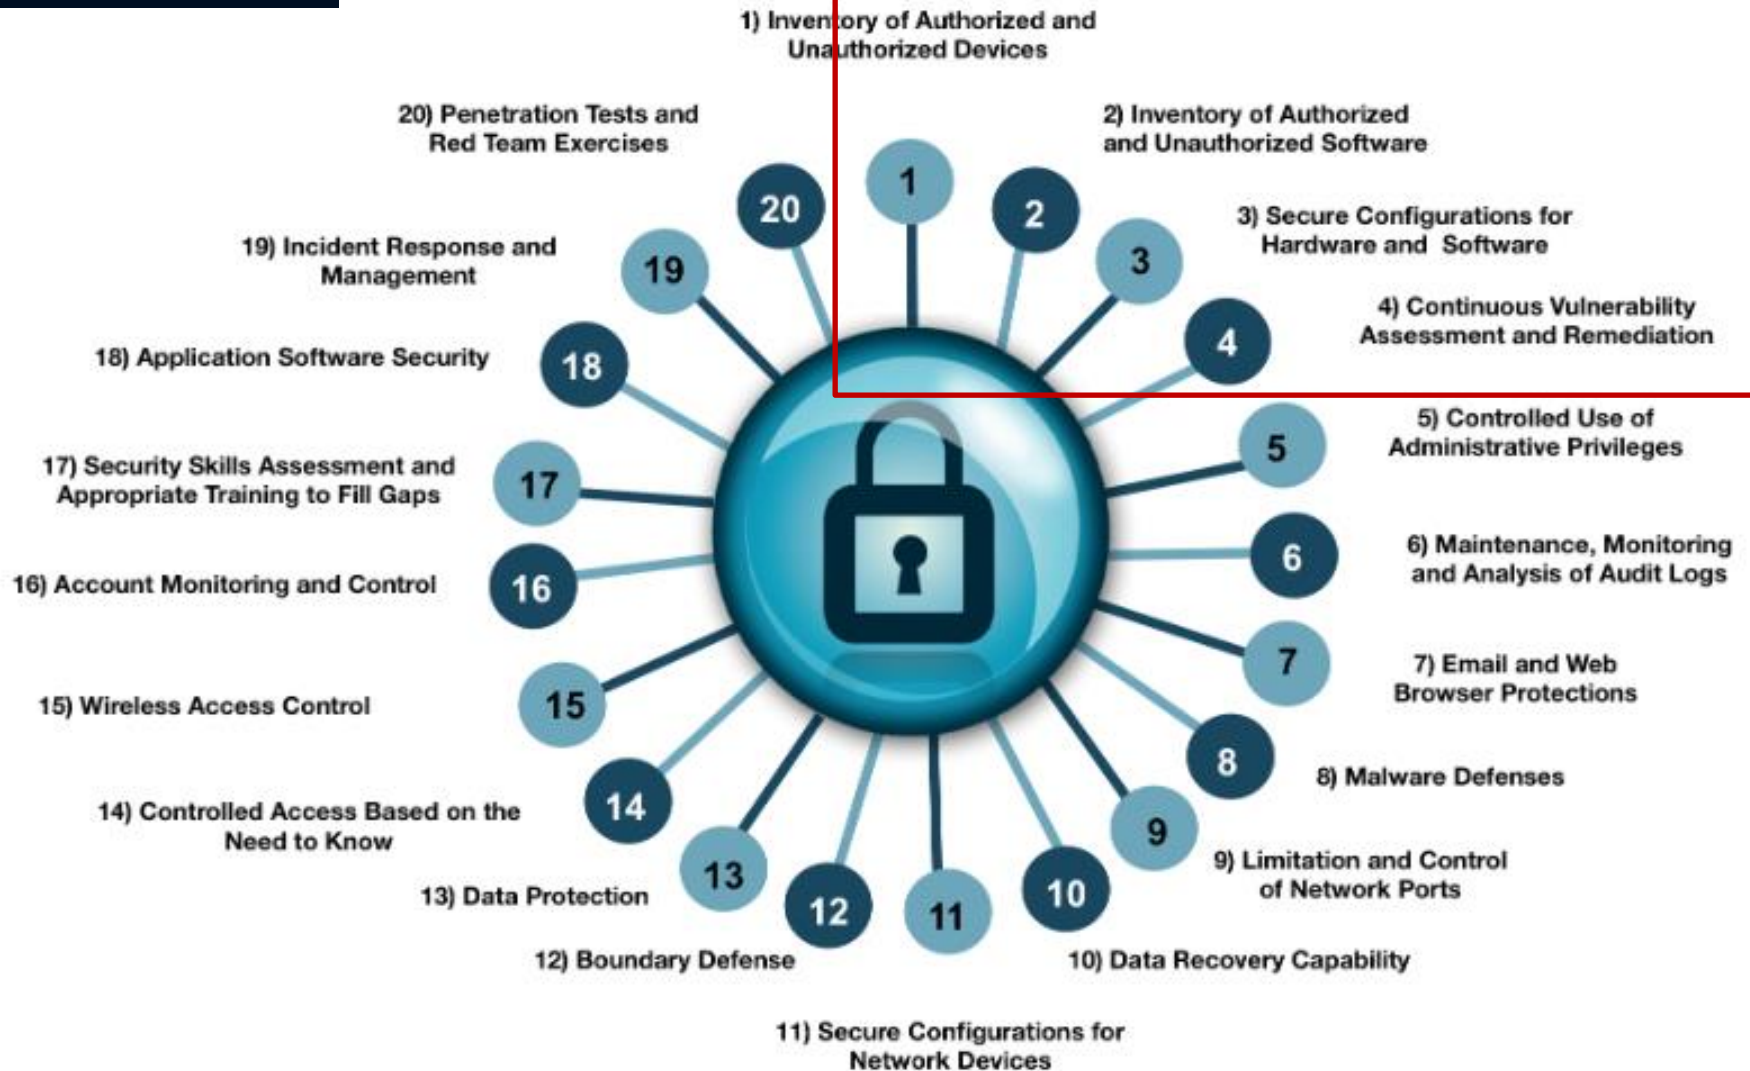 1) Inventory of Authorized and
Unauthorized Devices
2) Inventory of Authorized
and Unauthorized Software
3) Secure Configurations for
Hardware and Software
4) Continuous Vulnerability
Assessment and Remediation
5) Controlled Use of
Administrative Privileges
6) Maintenance, Monitoring
and Analysis of Audit Logs
7) Email and Web
Browser Protections
8) Malware Defenses
9) Limitation and Control
of Network Ports
10) Data Recovery Capability
11) Secure Configurations for
Network Devices
12) Boundary Defense
13) Data Protection
14) Controlled Access Based on the
Need to Know
15) Wireless Access Control
16) Account Monitoring and Control
17) Security Skills Assessment and
Appropriate Training to Fill Gaps
18) Application Software Security
19) Incident Response and
Management
20) Penetration Tests and
Red Team Exercises
1
2
3
4
5
6
7
8
9
10
11
12
13
14
15
16
17
18
19
20